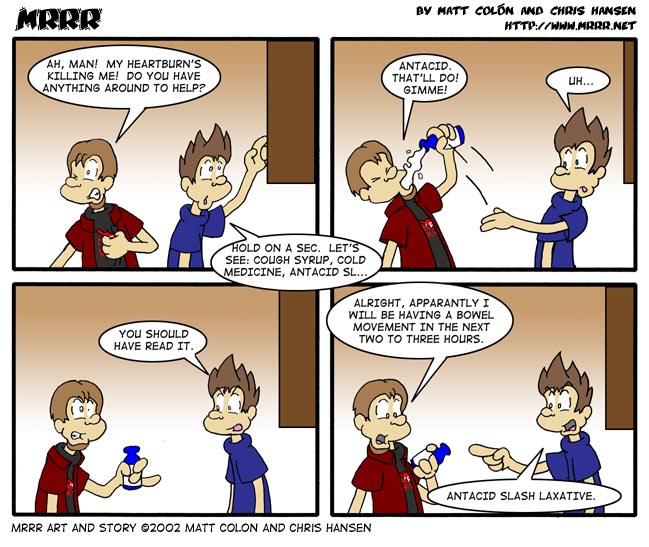 MRRR
BY MATT COLÓN AND CHRIS HANSEN
HTTP://WWW.MRRR.NET
AH, MAN! MY HEARTBURN'S
KILLING ME! DO YOU HAVE
ANYTHING AROUND TO HELP?
HOLD ON A SEC. LET'S
SEE: COUGH SYRUP, COLD
MEDICINE, ANTACID SL...
ANTACID.
THAT'LL DO!
GIMME!
UH...
YOU SHOULD
HAVE READ IT.
ALRIGHT, APPARANTLY I
WILL BE HAVING A BOWEL
MOVEMENT IN THE NEXT
TWO TO THREE HOURS.
ANTACID SLASH LAXATIVE.
MRRR ART AND STORY ©2002 MATT COLON AND CHRIS HANSEN